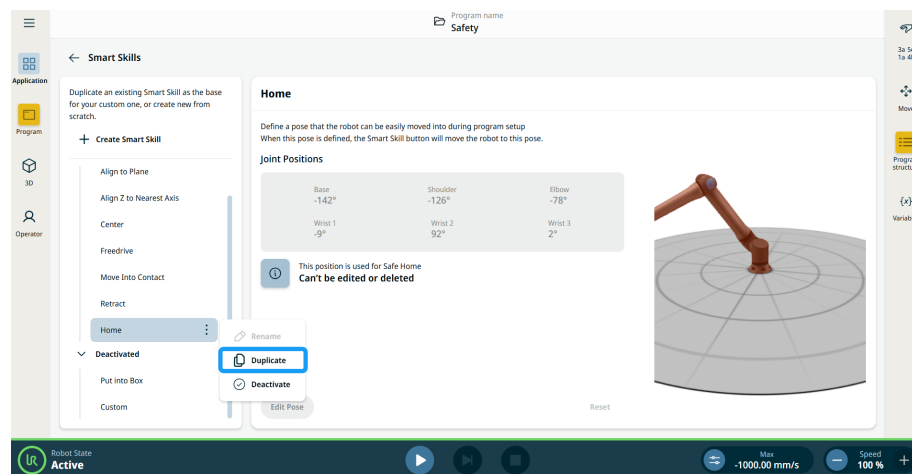 Program name
Safety
Application
Program
3D
Operator
Smart Skills
Duplicate an existing Smart Skill as the base
for your custom one, or create new from
scratch.
Create Smart Skill
Align to Plane
Align Z to Nearest Axis
Center
Freedrive
Move Into Contact
Retract
Home
Deactivated
Put into Box
Custom
Rename
Duplicate
Deactivate
Home
Define a pose that the robot can be easily moved into during program setup
When this pose is defined, the Smart Skill button will move the robot to this pose.
Joint Positions
Base Shoulder Elbow
-142° -126° -78°
Wrist 1 Wrist 2 Wrist 3
-9° 92° 2°
This position is used for Safe Home
Can't be edited or deleted
Edit Pose Reset
3a
1a
Robot State
Active
Max
-1000.00 mm/s
Speed
100 %